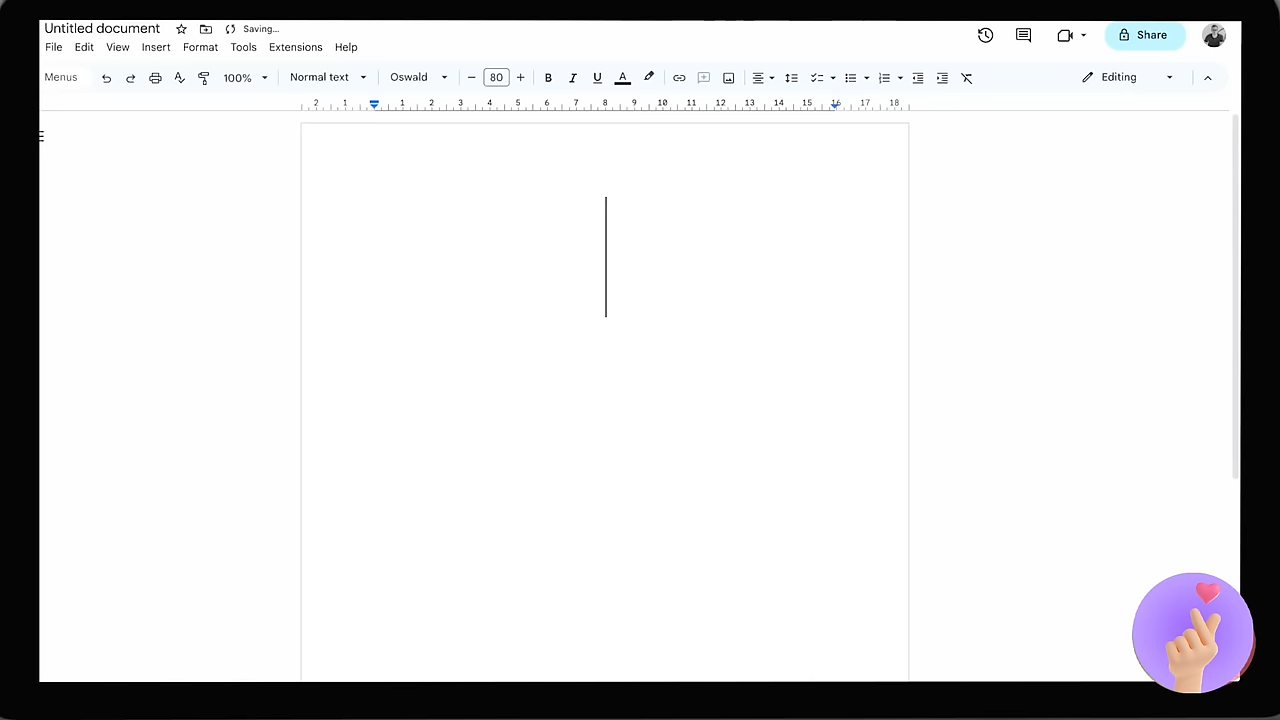 Untitled document Saving...
File Edit View Insert Format Tools Extensions Help
Share
Menus 100% Normal text Oswald 80 B I U A Editing
2 1 1 2 3 4 5 6 7 8 9 10 11 12 13 14 15 16 17 18